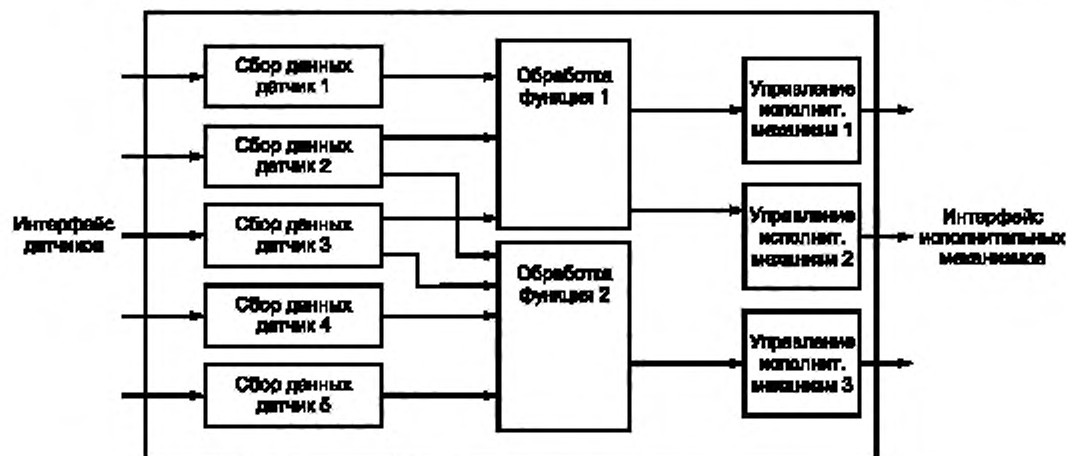 Интерфейс
датчиков
Сбор данных
датчик 1
Сбор данных
датчик 2
Сбор данных
датчик 3
Сбор данных
датчик 4
Сбор данных
датчик 5
Обработка
функция 1
Обработка
функция 2
Управление
исполнит.
механизм 1
Управление
исполнит.
механизм 2
Управление
исполнит.
механизм 3
Интерфейс
исполнительных
механизмов